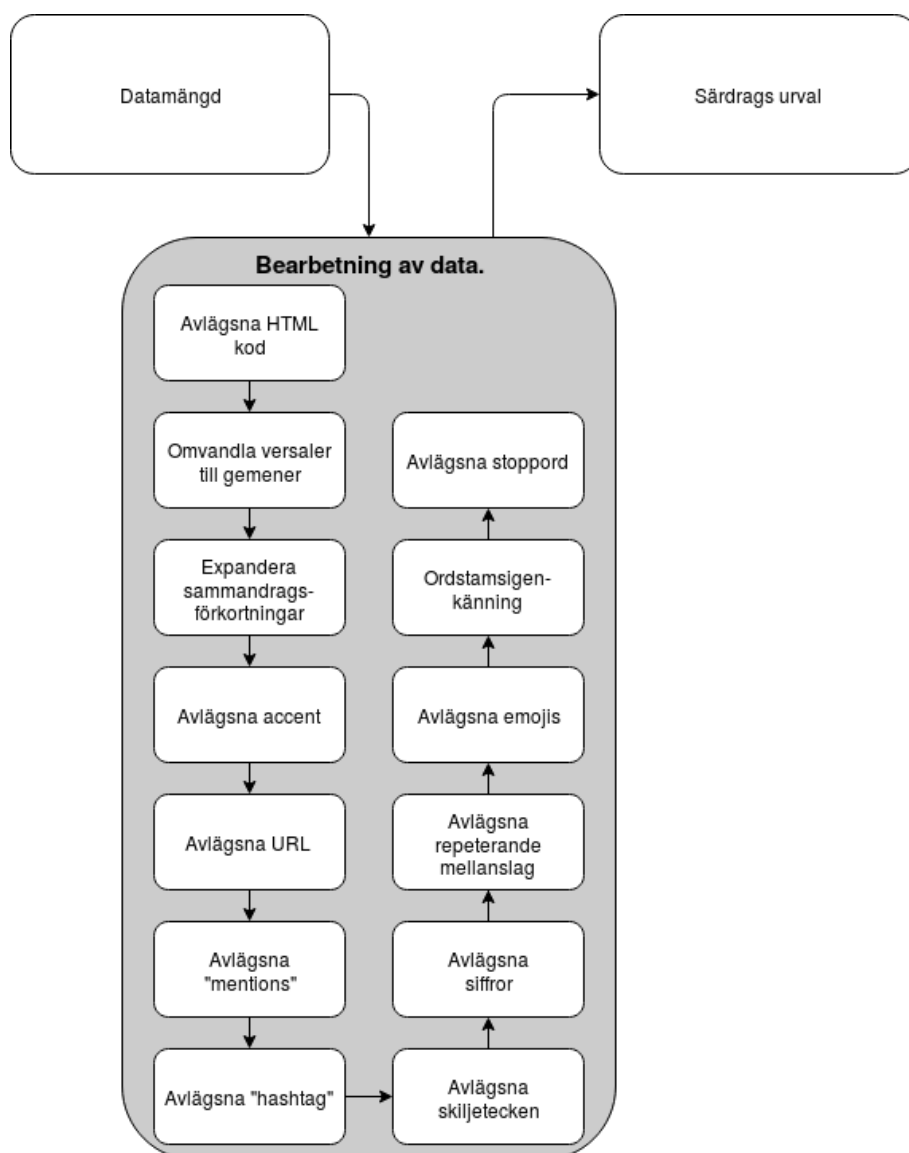 Datamängd
Särdrags urval
Bearbetning av data.
Avlägsna HTML
kod
Omvandla versaler
till gemener
Expandera
sammandrags-
förkortningar
Avlägsna accent
Avlägsna URL
Avlägsna
"mentions"
Avlägsna "hashtag"
Avlägsna
skiljetecken
Avlägsna
siffror
Avlägsna
repeterande
mellanslag
Avlägsna emojis
Ordstamsigen-
känning
Avlägsna stoppord